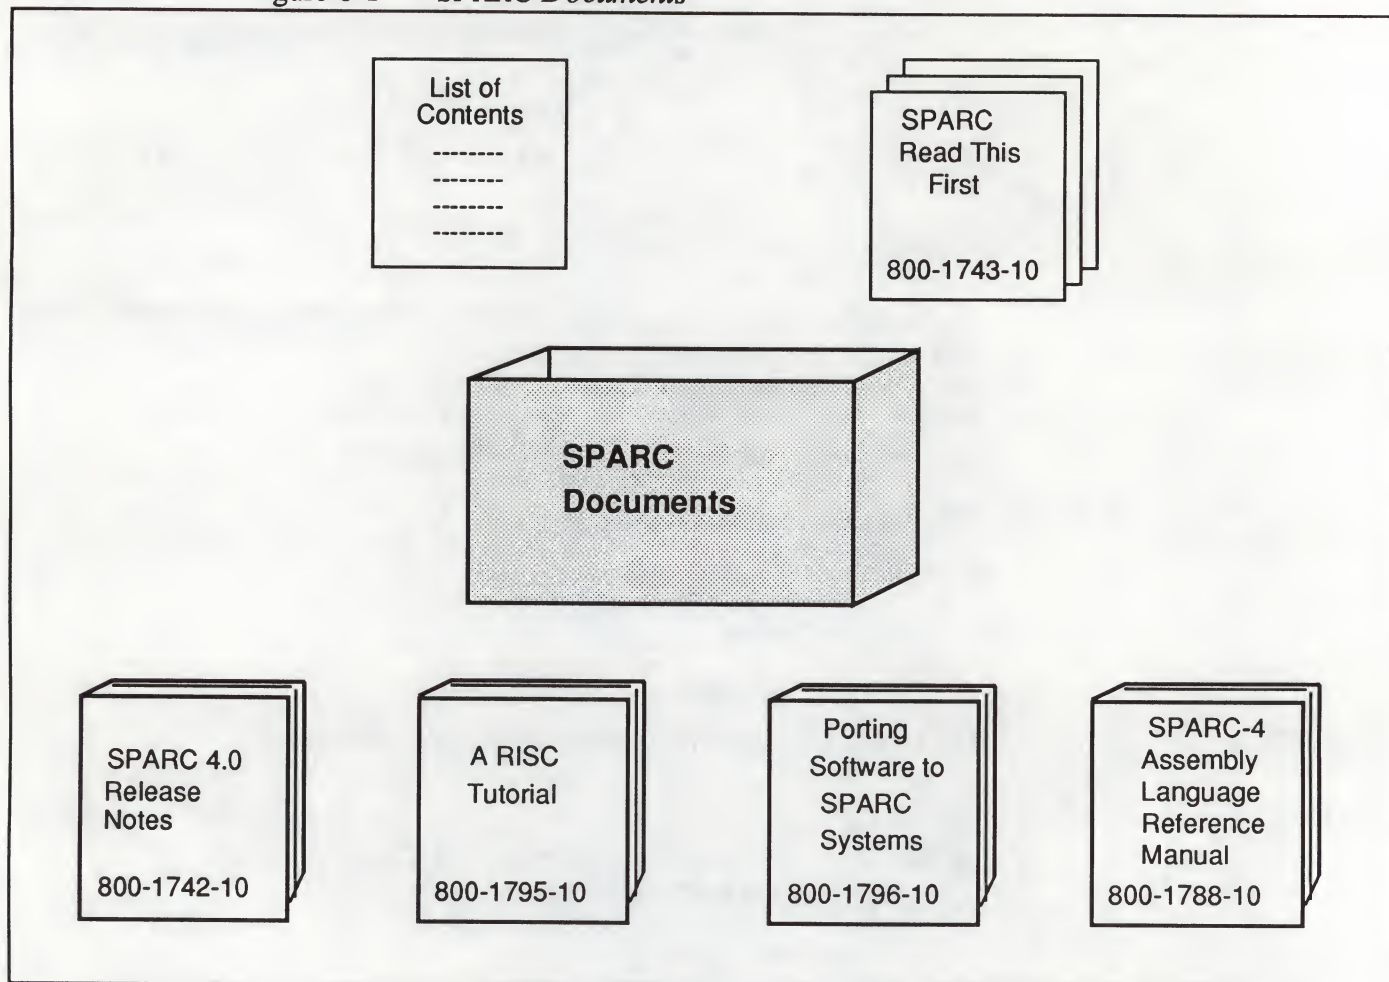 SPARC Documents
List of
Contents
--------
--------
--------
--------
SPARC
Read This
First
800-1743-10
SPARC
Documents
SPARC 4.0
Release
Notes
800-1742-10
A RISC
Tutorial
800-1795-10
Porting
Software to
SPARC
Systems
800-1796-10
SPARC-4
Assembly
Language
Reference
Manual
800-1788-10